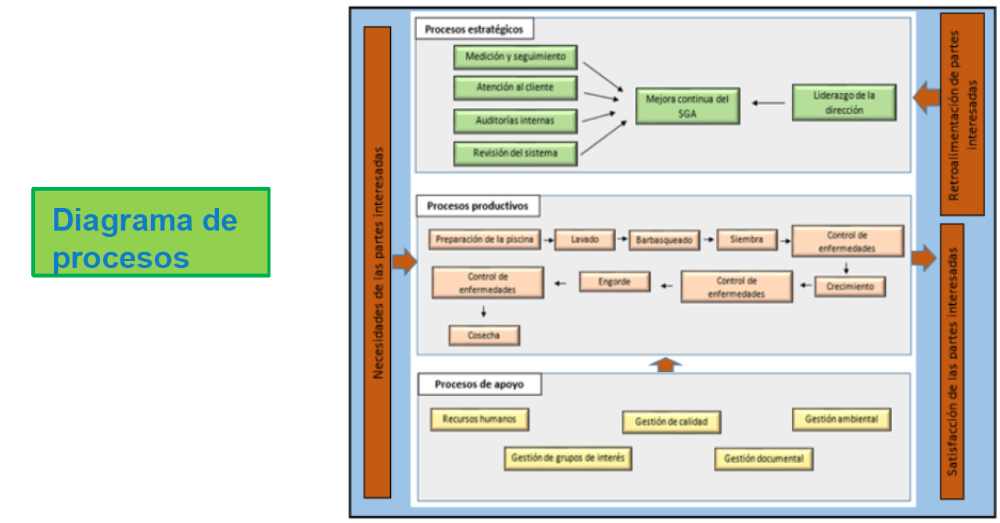 Diagrama de
procesos
Necesidades de las partes interesadas
Procesos estratégicos
Medición y seguimiento
Atención al cliente
Auditorías internas
Revisión del sistema
Mejora continua del
SGA
Liderazgo de la
dirección
Procesos productivos
Preparación de la piscina
Lavado
Barbasqueado
Siembra
Control de
enfermedades
Crecimiento
Control de
enfermedades
Engorde
Control de
enfermedades
Cosecha
Procesos de apoyo
Recursos humanos
Gestión de calidad
Gestión ambiental
Gestión de grupos de interés
Gestión documental
Retroalimentación de partes
interesadas
Satisfacción de las partes interesadas